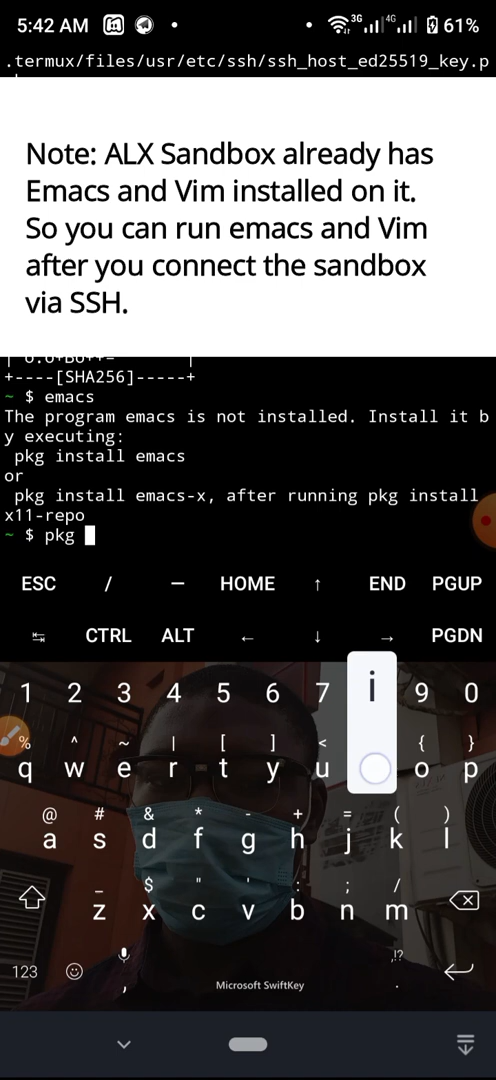 5:42 AM 3G 4G 61%
.termux/files/usr/etc/ssh/ssh_host_ed25519_key.p
Note: ALX Sandbox already has
Emacs and Vim installed on it.
So you can run emacs and Vim
after you connect the sandbox
via SSH.
+----[SHA256]-----+
~ $ emacs
The program emacs is not installed. Install it b
y executing:
pkg install emacs
or
pkg install emacs-x, after running pkg install
x11-repo
~ $ pkg
ESC / — HOME ↑ END PGUP
↹ CTRL ALT ← ↓ → PGDN
1 2 3 4 5 6 7 i 9 0
% ^ ~ | [ ] < { }
q w e r t y u o p
@ # & * - + = ( )
a s d f g h j k l
_ $ " ' : ; /
z x c v b n m
123 , Microsoft SwiftKey ,!? .